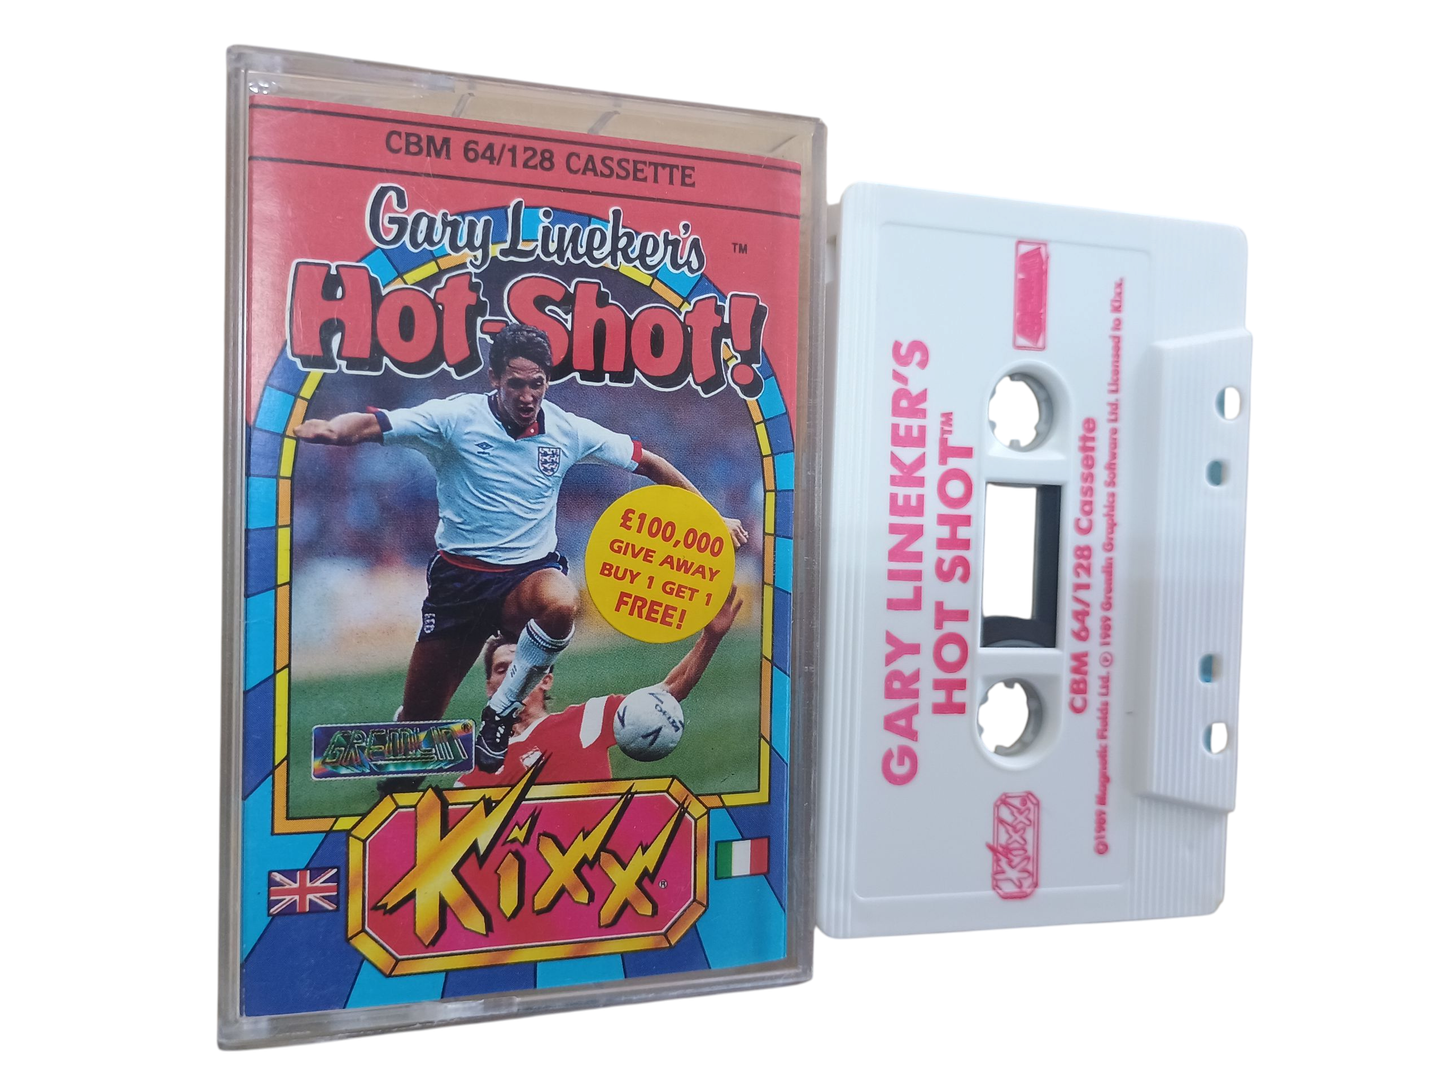 CBM 64/128 CASSETTE
Gary Lineker's ™
Hot-Shot!
£100,000
GIVE AWAY
BUY 1 GET 1
FREE!
GREMLIN®
Kixx®
GARY LINEKER'S
HOT SHOT™
CBM 64/128 Cassette
©1989 Magnetic Fields Ltd. ℗ 1989 Gremlin Graphics Software Ltd. Licensed to Kixx.
Kixx®